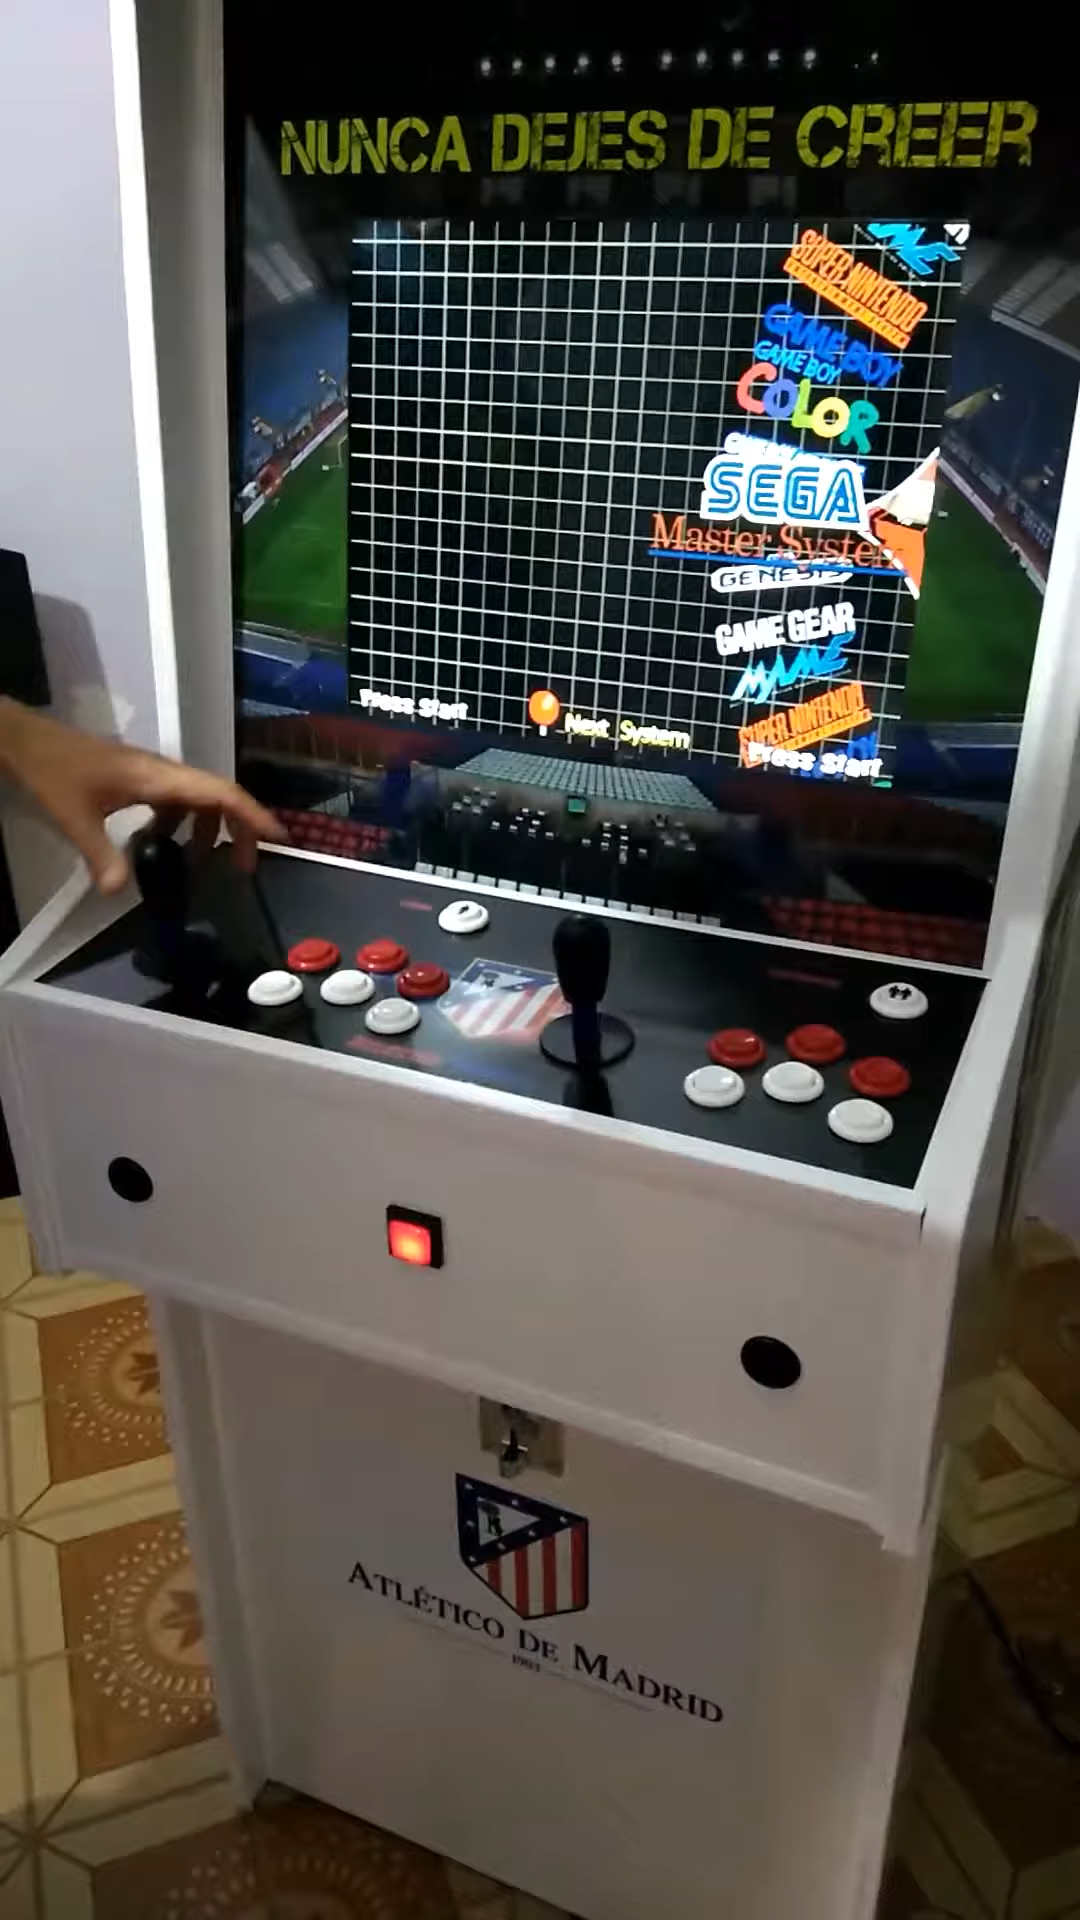 NUNCA DEJES DE CREER
SUPER NINTENDO
GAME BOY
GAME BOY
COLOR
SEGA
Master System
GENESIS
GAME GEAR
MAME
SUPER NINTENDO
Press Start
Next System
Press Start
ATLÉTICO DE MADRID
1903